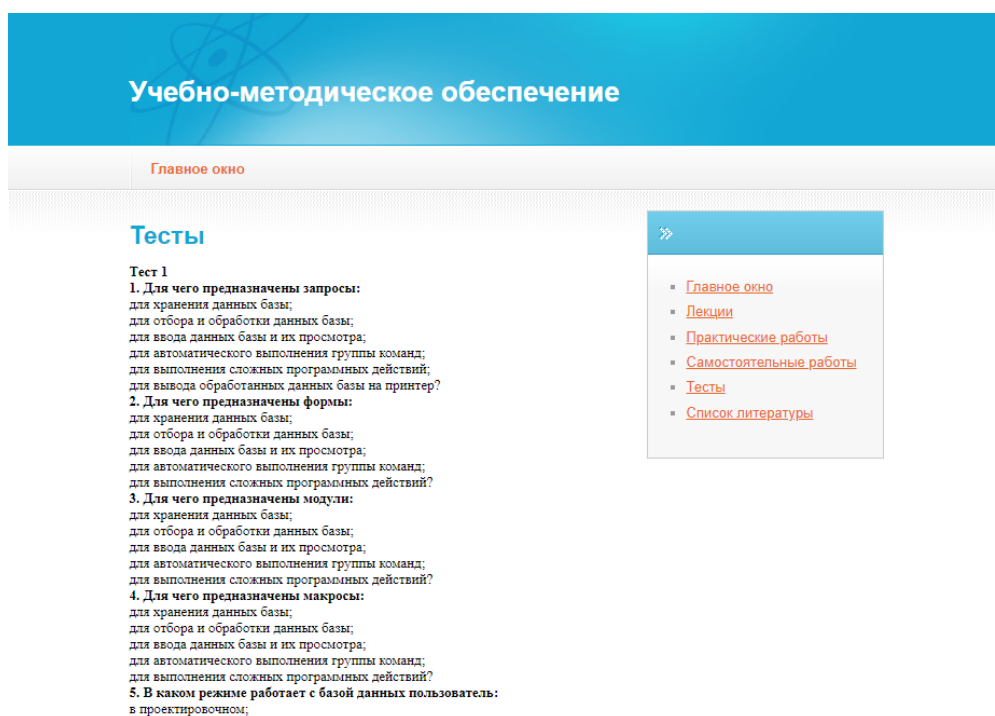 Учебно-методическое обеспечение
Главное окно
Тесты
Тест 1
1. Для чего предназначены запросы:
для хранения данных базы;
для отбора и обработки данных базы;
для ввода данных базы и их просмотра;
для автоматического выполнения группы команд;
для выполнения сложных программных действий;
для вывода обработанных данных базы на принтер?
2. Для чего предназначены формы:
для хранения данных базы;
для отбора и обработки данных базы;
для ввода данных базы и их просмотра;
для автоматического выполнения группы команд;
для выполнения сложных программных действий?
3. Для чего предназначены модули:
для хранения данных базы;
для отбора и обработки данных базы;
для ввода данных базы и их просмотра;
для автоматического выполнения группы команд;
для выполнения сложных программных действий?
4. Для чего предназначены макросы:
для хранения данных базы;
для отбора и обработки данных базы;
для ввода данных базы и их просмотра;
для автоматического выполнения группы команд;
для выполнения сложных программных действий?
5. В каком режиме работает с базой данных пользователь:
в проектировочном;
Главное окно
Лекции
Практические работы
Самостоятельные работы
Тесты
Список литературы